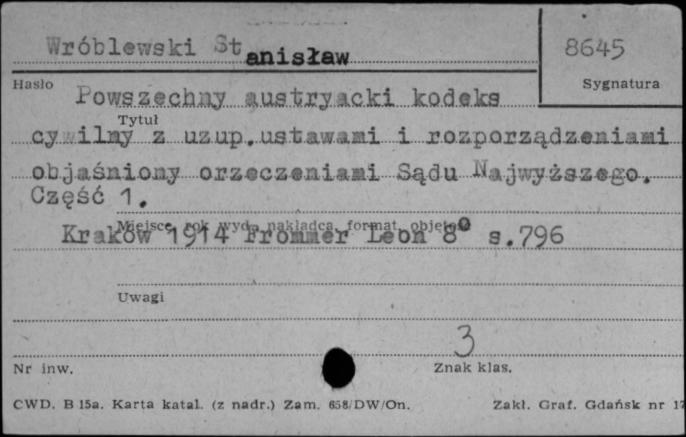 Wróblewski Stanisław
8645
Hasło
Sygnatura
Powszechny austryacki kodeks
Tytuł
cywilny z uzup.ustawami i rozporządzeniami
objaśniony orzeczeniami Sądu Najwyższego.
Część 1.
Miejsce, rok wyd., nakładca, format, objętość
Kraków 1914 Frommer Leon 8° s.796
Uwagi
3
Nr inw.
Znak klas.
CWD. B 15a. Karta katal. (z nadr.) Zam. 658/DW/On.
Zakł. Graf. Gdańsk nr 17